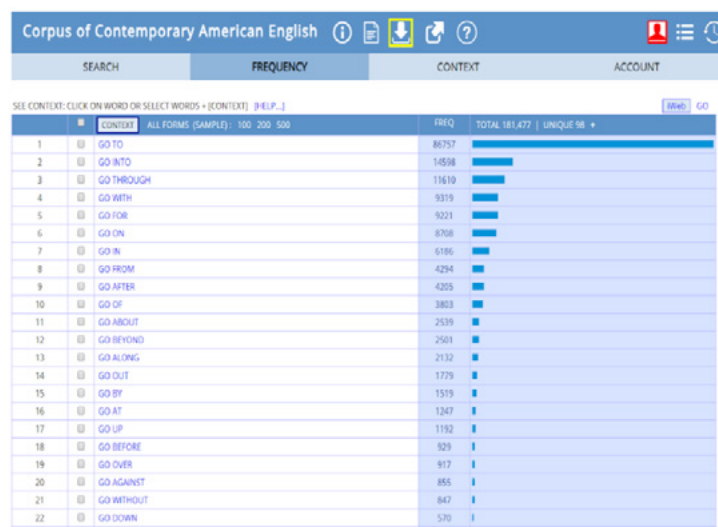 Corpus of Contemporary American English
SEARCH FREQUENCY CONTEXT ACCOUNT
SEE CONTEXT: CLICK ON WORD OR SELECT WORDS + [CONTEXT] [HELP...] iWeb GO
CONTEXT ALL FORMS (SAMPLE): 100 200 500 FREQ TOTAL 181,477 | UNIQUE 98 +
1 GO TO 86757
2 GO INTO 14598
3 GO THROUGH 11610
4 GO WITH 9319
5 GO FOR 9221
6 GO ON 8708
7 GO IN 6186
8 GO FROM 4294
9 GO AFTER 4205
10 GO OF 3803
11 GO ABOUT 2539
12 GO BEYOND 2501
13 GO ALONG 2132
14 GO OUT 1779
15 GO BY 1519
16 GO AT 1247
17 GO UP 1192
18 GO BEFORE 929
19 GO OVER 917
20 GO AGAINST 855
21 GO WITHOUT 847
22 GO DOWN 570